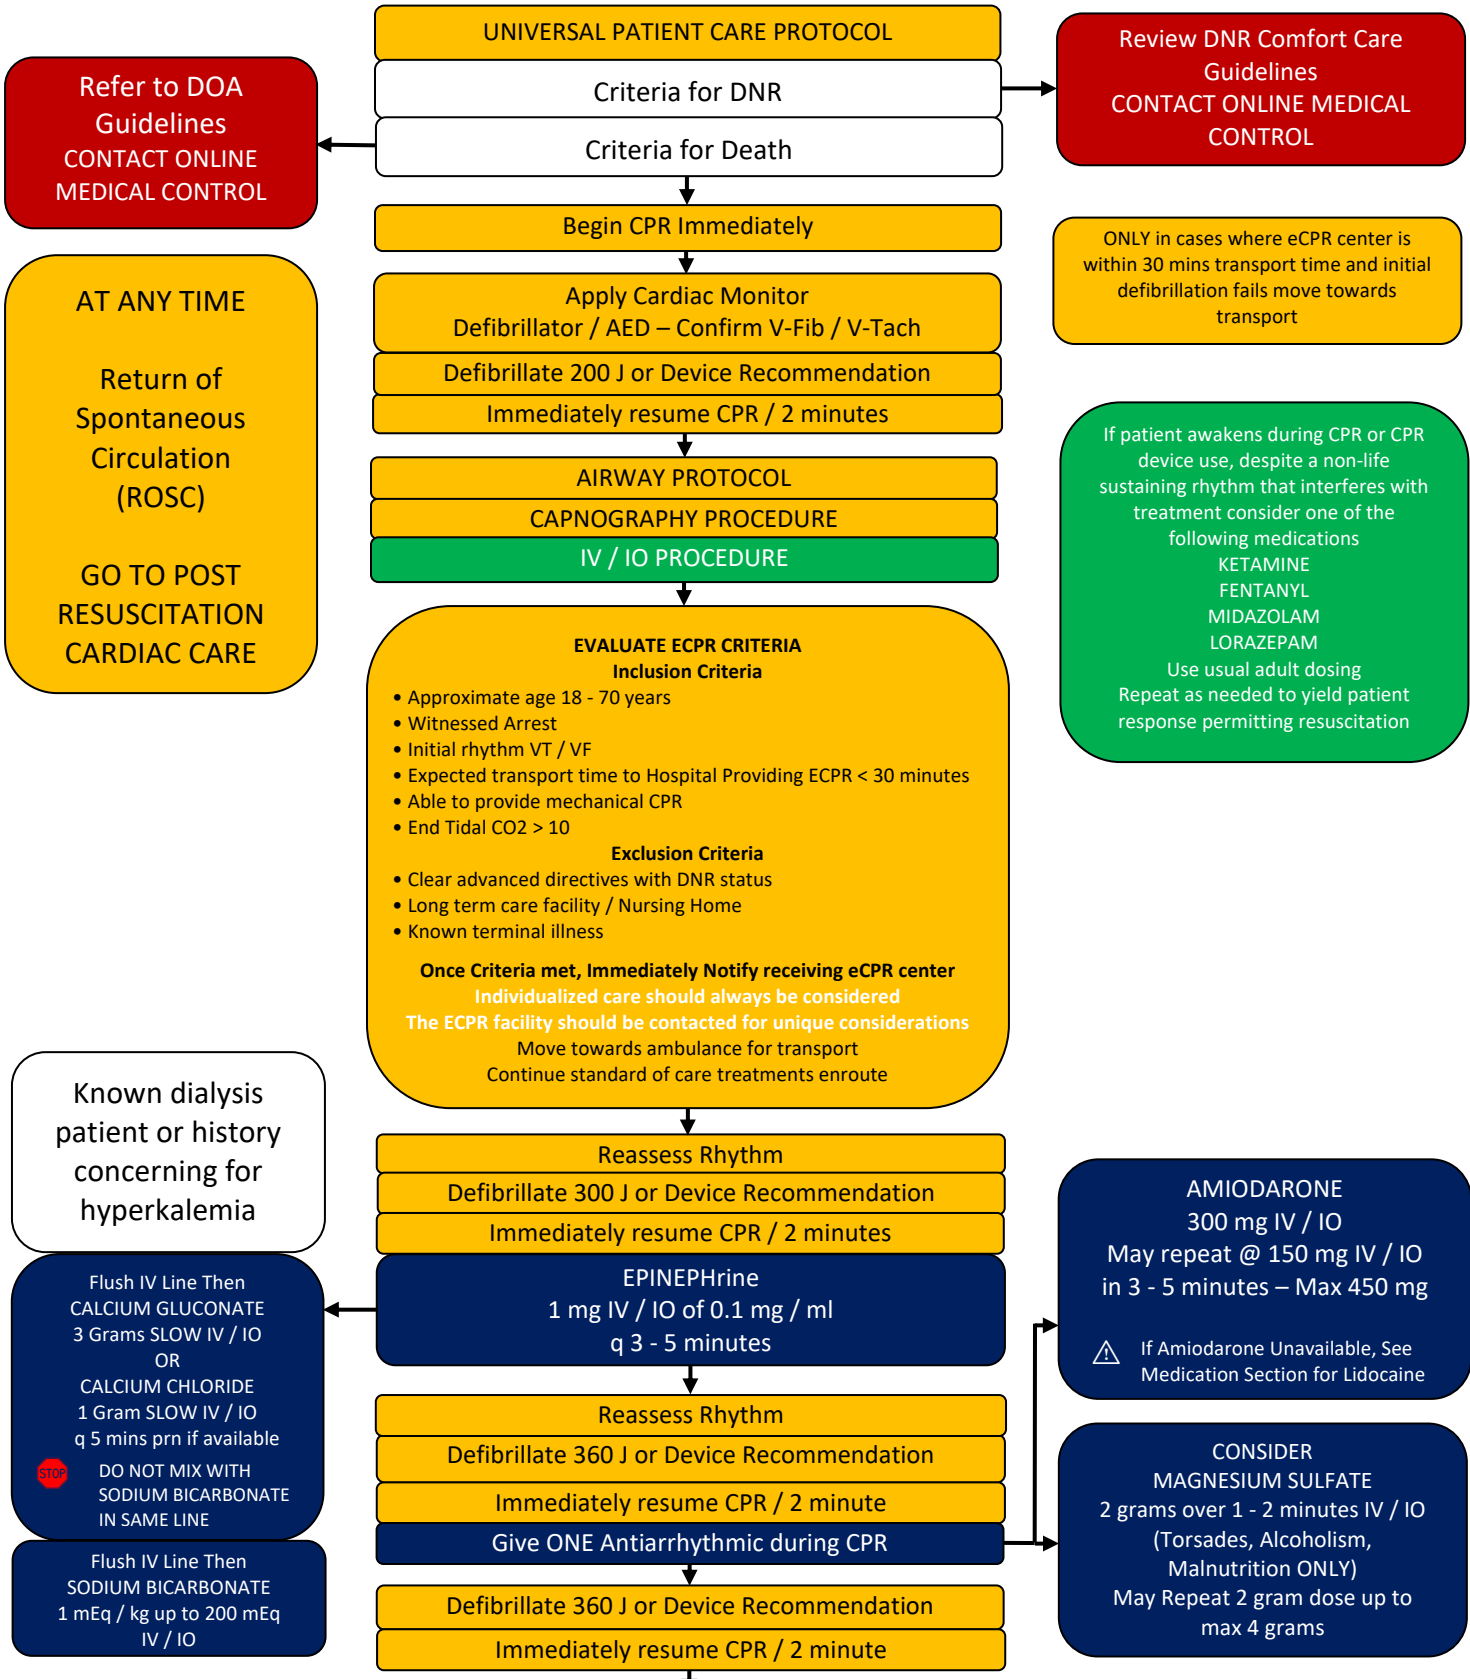 UNIVERSAL PATIENT CARE PROTOCOL
Criteria for DNR
Criteria for Death
Review DNR Comfort Care
Guidelines
CONTACT ONLINE MEDICAL
CONTROL
Refer to DOA
Guidelines
CONTACT ONLINE
MEDICAL CONTROL
Begin CPR Immediately
ONLY in cases where eCPR center is
within 30 mins transport time and initial
defibrillation fails move towards
transport
AT ANY TIME
Return of
Spontaneous
Circulation
(ROSC)
GO TO POST
RESUSCITATION
CARDIAC CARE
Apply Cardiac Monitor
Defibrillator / AED – Confirm V-Fib / V-Tach
Defibrillate 200 J or Device Recommendation
Immediately resume CPR / 2 minutes
AIRWAY PROTOCOL
CAPNOGRAPHY PROCEDURE
IV / IO PROCEDURE
If patient awakens during CPR or CPR
device use, despite a non-life
sustaining rhythm that interferes with
treatment consider one of the
following medications
KETAMINE
FENTANYL
MIDAZOLAM
LORAZEPAM
Use usual adult dosing
Repeat as needed to yield patient
response permitting resuscitation
EVALUATE ECPR CRITERIA
Inclusion Criteria
• Approximate age 18 - 70 years
• Witnessed Arrest
• Initial rhythm VT / VF
• Expected transport time to Hospital Providing ECPR < 30 minutes
• Able to provide mechanical CPR
• End Tidal CO2 > 10
Exclusion Criteria
• Clear advanced directives with DNR status
• Long term care facility / Nursing Home
• Known terminal illness
Once Criteria met, Immediately Notify receiving eCPR center
Individualized care should always be considered
The ECPR facility should be contacted for unique considerations
Move towards ambulance for transport
Continue standard of care treatments enroute
Reassess Rhythm
Defibrillate 300 J or Device Recommendation
Immediately resume CPR / 2 minutes
EPINEPHrine
1 mg IV / IO of 0.1 mg / ml
q 3 - 5 minutes
Known dialysis
patient or history
concerning for
hyperkalemia
Flush IV Line Then
CALCIUM GLUCONATE
3 Grams SLOW IV / IO
OR
CALCIUM CHLORIDE
1 Gram SLOW IV / IO
q 5 mins prn if available
STOP
DO NOT MIX WITH
SODIUM BICARBONATE
IN SAME LINE
Flush IV Line Then
SODIUM BICARBONATE
1 mEq / kg up to 200 mEq
IV / IO
Reassess Rhythm
Defibrillate 360 J or Device Recommendation
Immediately resume CPR / 2 minute
Give ONE Antiarrhythmic during CPR
AMIODARONE
300 mg IV / IO
May repeat @ 150 mg IV / IO
in 3 - 5 minutes – Max 450 mg
If Amiodarone Unavailable, See
Medication Section for Lidocaine
CONSIDER
MAGNESIUM SULFATE
2 grams over 1 - 2 minutes IV / IO
(Torsades, Alcoholism,
Malnutrition ONLY)
May Repeat 2 gram dose up to
max 4 grams
Defibrillate 360 J or Device Recommendation
Immediately resume CPR / 2 minute